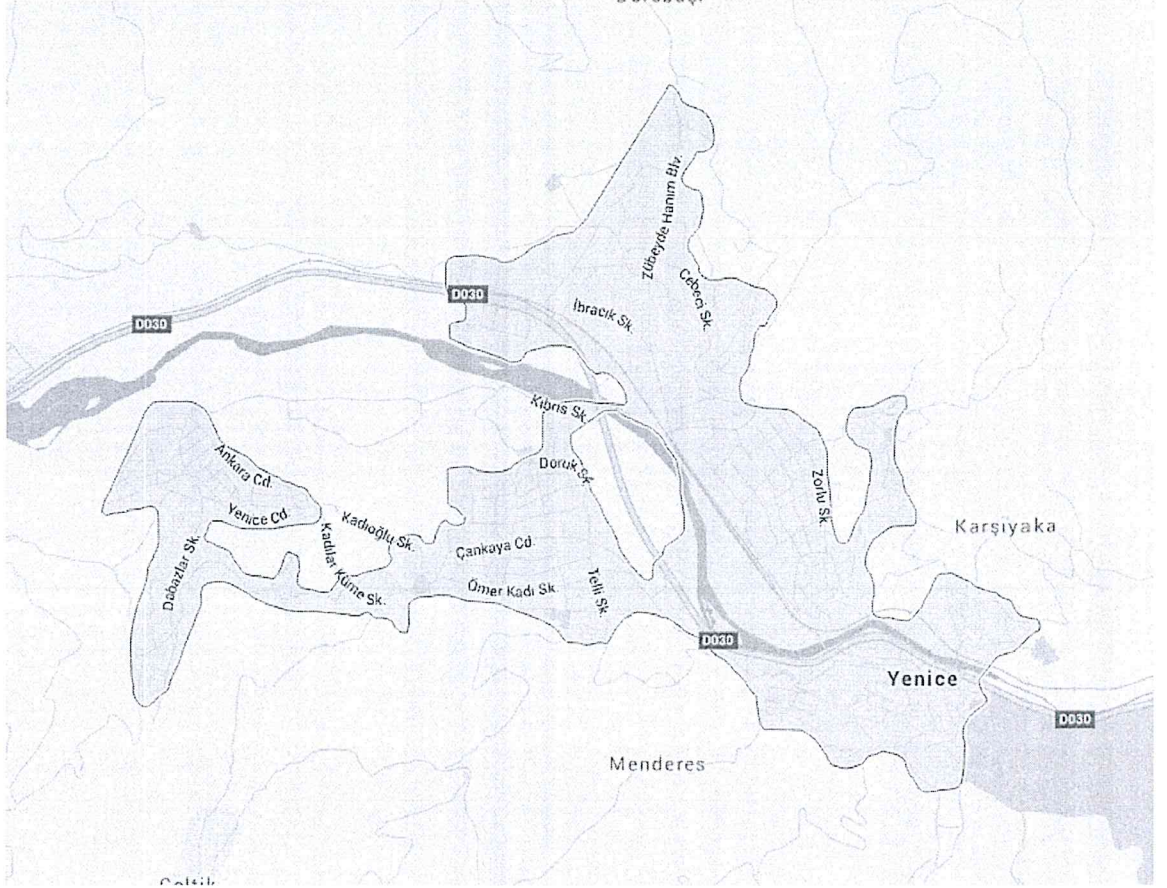 Zübeyde Hanım Blv.
Cebeci Sk.
D030
İbracık Sk.
D030
Kıbrıs Sk.
Ankara Cd.
Doruk Sk.
Zorlu Sk.
Yenice Cd.
Kadıoğlu Sk.
Karşıyaka
Kadılar Küme Sk.
Çankaya Cd.
Dabazlar Sk.
Ömer Kadı Sk.
Telli Sk.
D030
Yenice
D030
Menderes